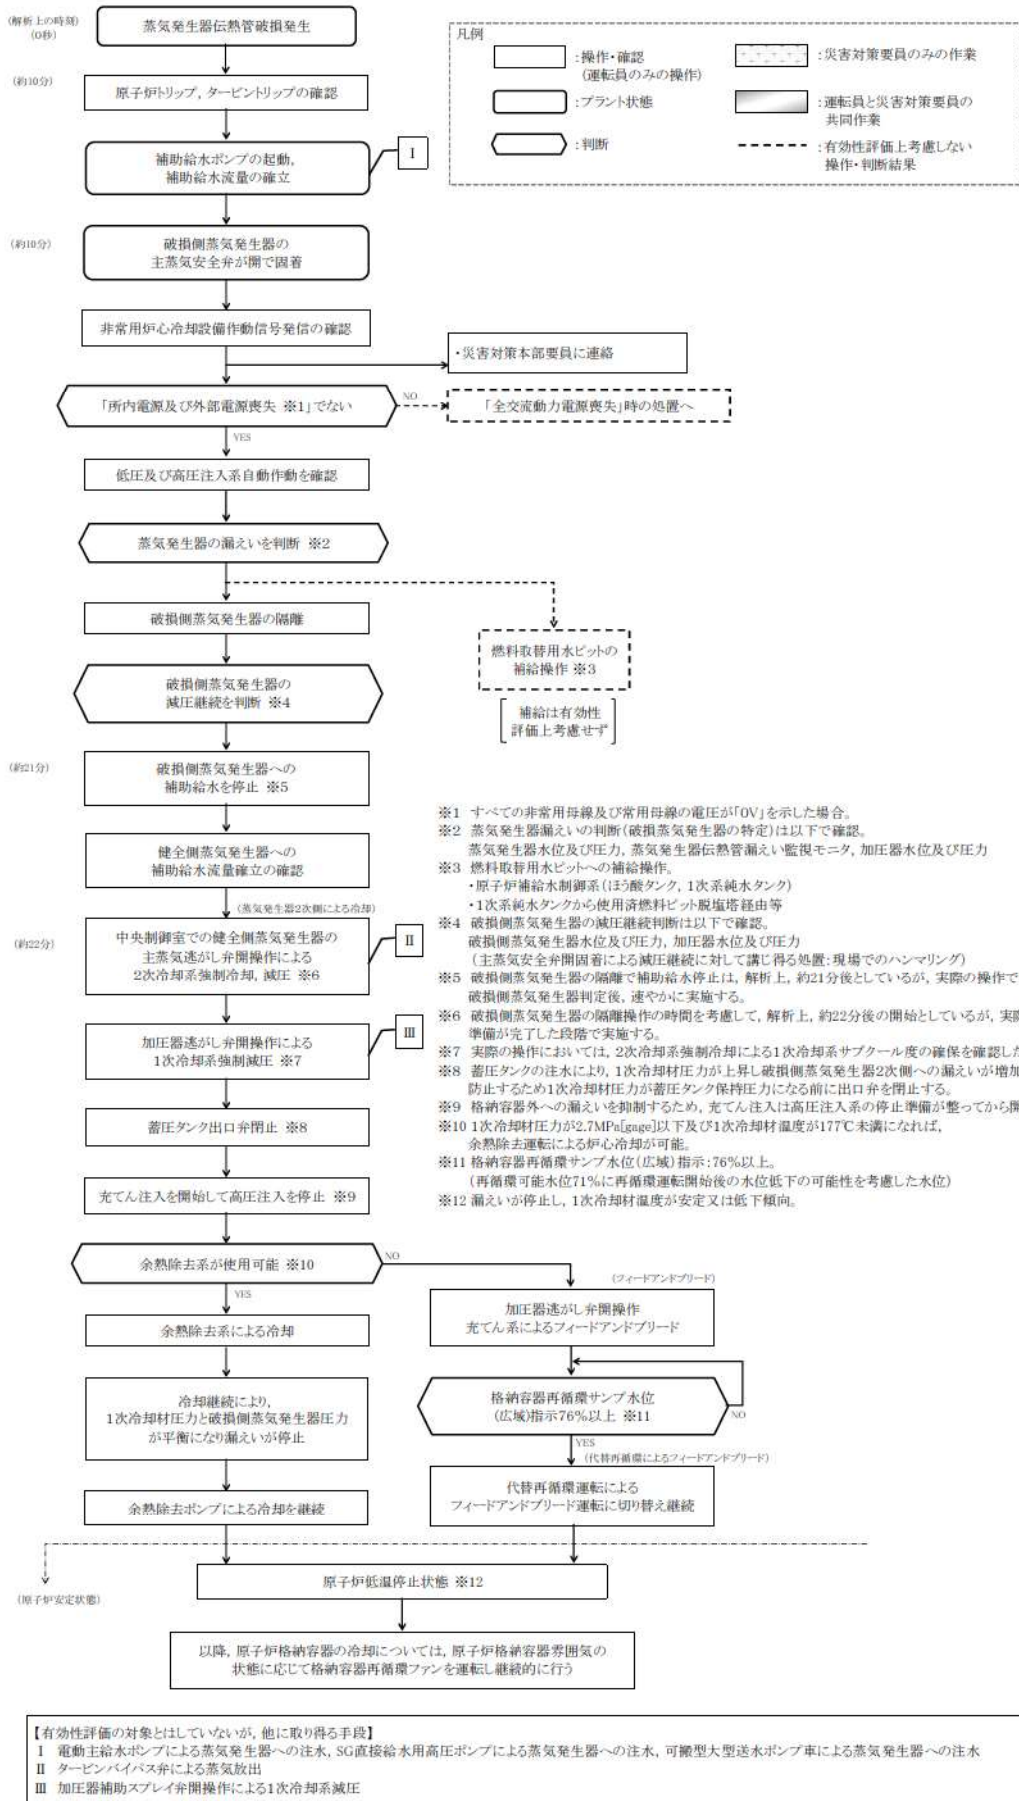 (解析上の時刻)
(0秒)
蒸気発生器伝熱管破損発生
凡例
:操作・確認
(運転員のみの操作)
:災害対策要員のみの作業
:プラント状態
:運転員と災害対策要員の
共同作業
:判断
:有効性評価上考慮しない
操作・判断結果
(約10分)
原子炉トリップ,タービントリップの確認
補助給水ポンプの起動,
補助給水流量の確立
I
(約10分)
破損側蒸気発生器の
主蒸気安全弁が開で固着
非常用炉心冷却設備作動信号発信の確認
・災害対策本部要員に連絡
「所内電源及び外部電源喪失 ※1」でない
NO
「全交流動力電源喪失」時の処置へ
YES
低圧及び高圧注入系自動作動を確認
蒸気発生器の漏えいを判断 ※2
破損側蒸気発生器の隔離
燃料取替用水ピットの
補給操作 ※3
補給は有効性
評価上考慮せず
破損側蒸気発生器の
減圧継続を判断 ※4
(約21分)
破損側蒸気発生器への
補助給水を停止 ※5
健全側蒸気発生器への
補助給水流量確立の確認
(蒸気発生器2次側による冷却)
(約22分)
中央制御室での健全側蒸気発生器の
主蒸気逃がし弁開操作による
2次冷却系強制冷却,減圧 ※6
II
加圧器逃がし弁開操作による
1次冷却系強制減圧 ※7
III
蓄圧タンク出口弁閉止 ※8
充てん注入を開始して高圧注入を停止 ※9
※1 すべての非常用母線及び常用母線の電圧が「0V」を示した場合。
※2 蒸気発生器漏えいの判断(破損蒸気発生器の特定)は以下で確認。
蒸気発生器水位及び圧力,蒸気発生器伝熱管漏えい監視モニタ,加圧器水位及び圧力
※3 燃料取替用水ピットへの補給操作。
・原子炉補給水制御系(ほう酸タンク,1次系純水タンク)
・1次系純水タンクから使用済燃料ピット脱塩塔経由等
※4 破損側蒸気発生器の減圧継続判断は以下で確認。
破損側蒸気発生器水位及び圧力,加圧器水位及び圧力
(主蒸気安全弁開固着による減圧継続に対して講じ得る処置:現場でのハンマリング)
※5 破損側蒸気発生器の隔離で補助給水停止は,解析上,約21分後としているが,実際の操作で
破損側蒸気発生器判定後,速やかに実施する。
※6 破損側蒸気発生器の隔離操作の時間を考慮して,解析上,約22分後の開始としているが,実際
準備が完了した段階で実施する。
※7 実際の操作においては,2次冷却系強制冷却による1次冷却系サブクール度の確保を確認した
※8 蓄圧タンクの注水により,1次冷却材圧力が上昇し破損側蒸気発生器2次側への漏えいが増加
防止するため1次冷却材圧力が蓄圧タンク保持圧力になる前に出口弁を閉止する。
※9 格納容器外への漏えいを抑制するため,充てん注入は高圧注入系の停止準備が整ってから開
※10 1次冷却材圧力が2.7MPa[gage]以下及び1次冷却材温度が177℃未満になれば,
余熱除去運転による炉心冷却が可能。
※11 格納容器再循環サンプ水位(広域)指示:76%以上。
(再循環可能水位71%に再循環運転開始後の水位低下の可能性を考慮した水位)
※12 漏えいが停止し,1次冷却材温度が安定又は低下傾向。
余熱除去系が使用可能 ※10
NO
YES
(フィードアンドブリード)
余熱除去系による冷却
加圧器逃がし弁開操作
充てん系によるフィードアンドブリード
冷却継続により,
1次冷却材圧力と破損側蒸気発生器圧力
が平衡になり漏えいが停止
格納容器再循環サンプ水位
(広域)指示76%以上 ※11
NO
YES
(代替再循環によるフィードアンドブリード)
余熱除去ポンプによる冷却を継続
代替再循環運転による
フィードアンドブリード運転に切り替え継続
(原子炉安定状態)
原子炉低温停止状態 ※12
以降,原子炉格納容器の冷却については,原子炉格納容器雰囲気の
状態に応じて格納容器再循環ファンを運転し継続的に行う
【有効性評価の対象とはしていないが,他に取り得る手段】
I 電動主給水ポンプによる蒸気発生器への注水,SG直接給水用高圧ポンプによる蒸気発生器への注水,可搬型大型送水ポンプ車による蒸気発生器への注水
II タービンバイパス弁による蒸気放出
III 加圧器補助スプレイ弁開操作による1次冷却系減圧